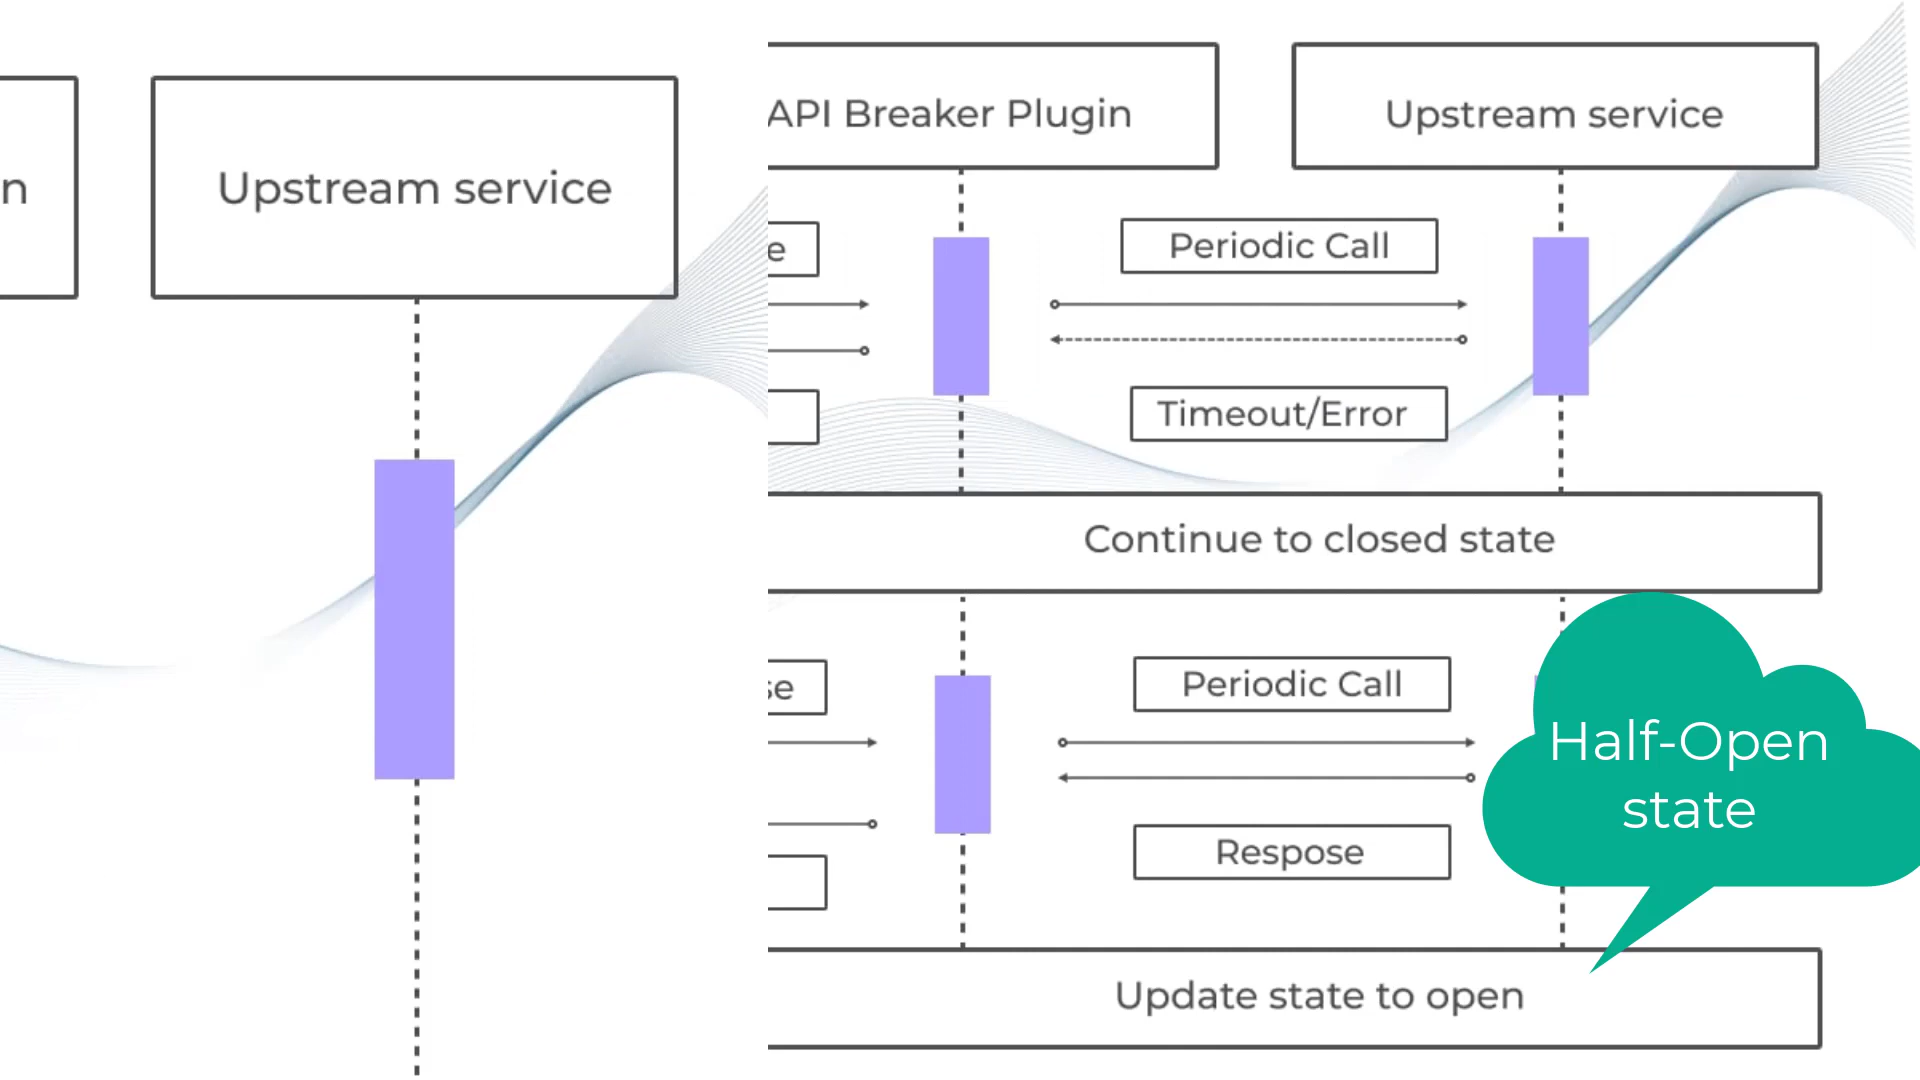 n
Upstream service
API Breaker Plugin
Upstream service
e
Periodic Call
Timeout/Error
Continue to closed state
se
Periodic Call
Half-Open
state
Respose
Update state to open